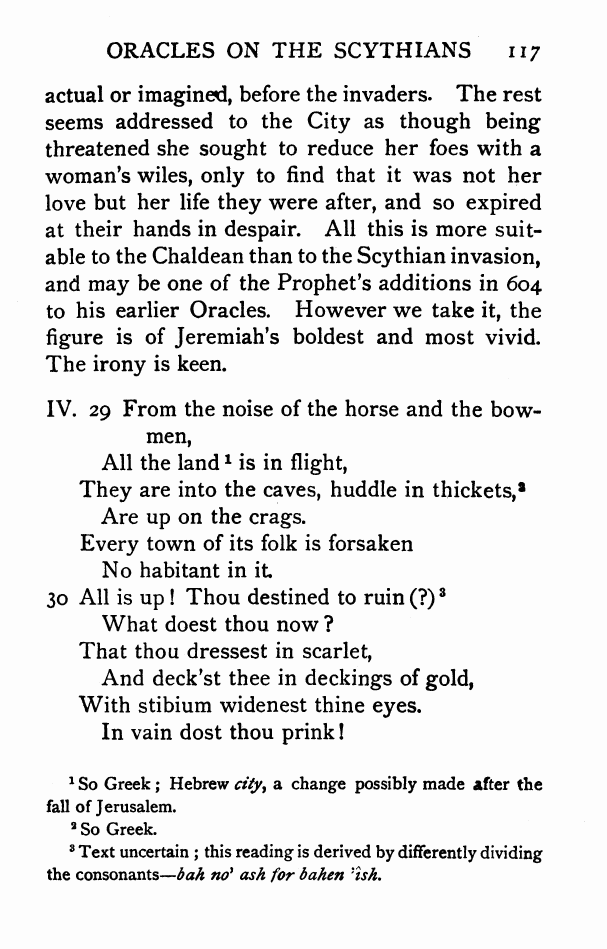 ORACLES ON THE SCYTHIANS 117
actual or imagined, before the invaders. The rest
seems addressed to the City as though being
threatened she sought to reduce her foes with a
woman's wiles, only to find that it was not her
love but her life they were after, and so expired
at their hands in despair. All this is more suit-
able to the Chaldean than to the Scythian invasion,
and may be one of the Prophet's additions in 604
to his earlier Oracles. However we take it, the
figure is of Jeremiah's boldest and most vivid.
The irony is keen.
IV. 29 From the noise of the horse and the bow-
men,
All the land ¹ is in flight,
They are into the caves, huddle in thickets,²
Are up on the crags.
Every town of its folk is forsaken
No habitant in it.
30 All is up! Thou destined to ruin (?) ³
What doest thou now?
That thou dressest in scarlet,
And deck'st thee in deckings of gold,
With stibium widenest thine eyes.
In vain dost thou prink!
¹ So Greek; Hebrew city, a change possibly made after the
fall of Jerusalem.
² So Greek.
³ Text uncertain; this reading is derived by differently dividing
the consonants—bah no' ash for bahen 'îsh.